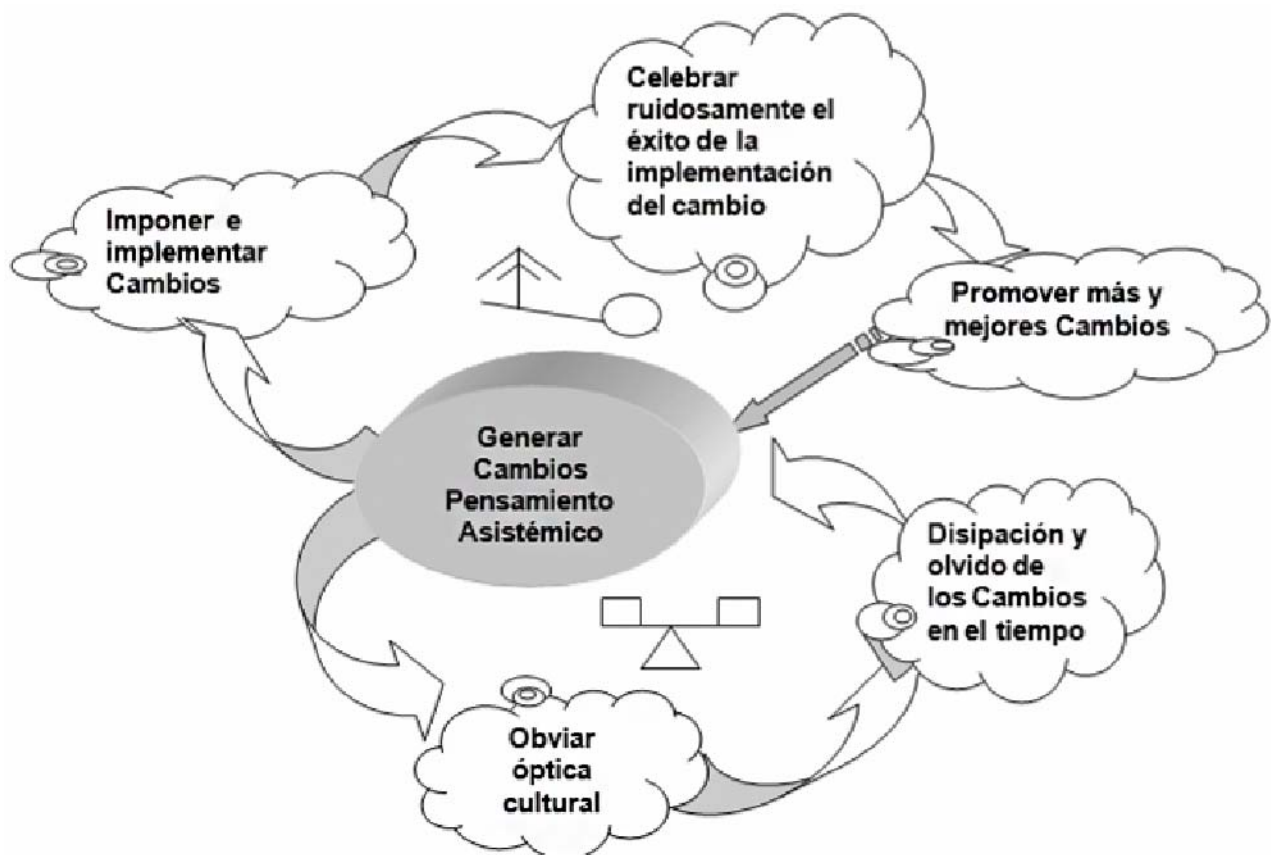 Celebrar
ruidosamente el
éxito de la
implementación
del cambio
Imponer e
implementar
Cambios
Promover más y
mejores Cambios
Generar
Cambios
Pensamiento
Asistémico
Disipación y
olvido de
los Cambios
en el tiempo
Obviar
óptica
cultural